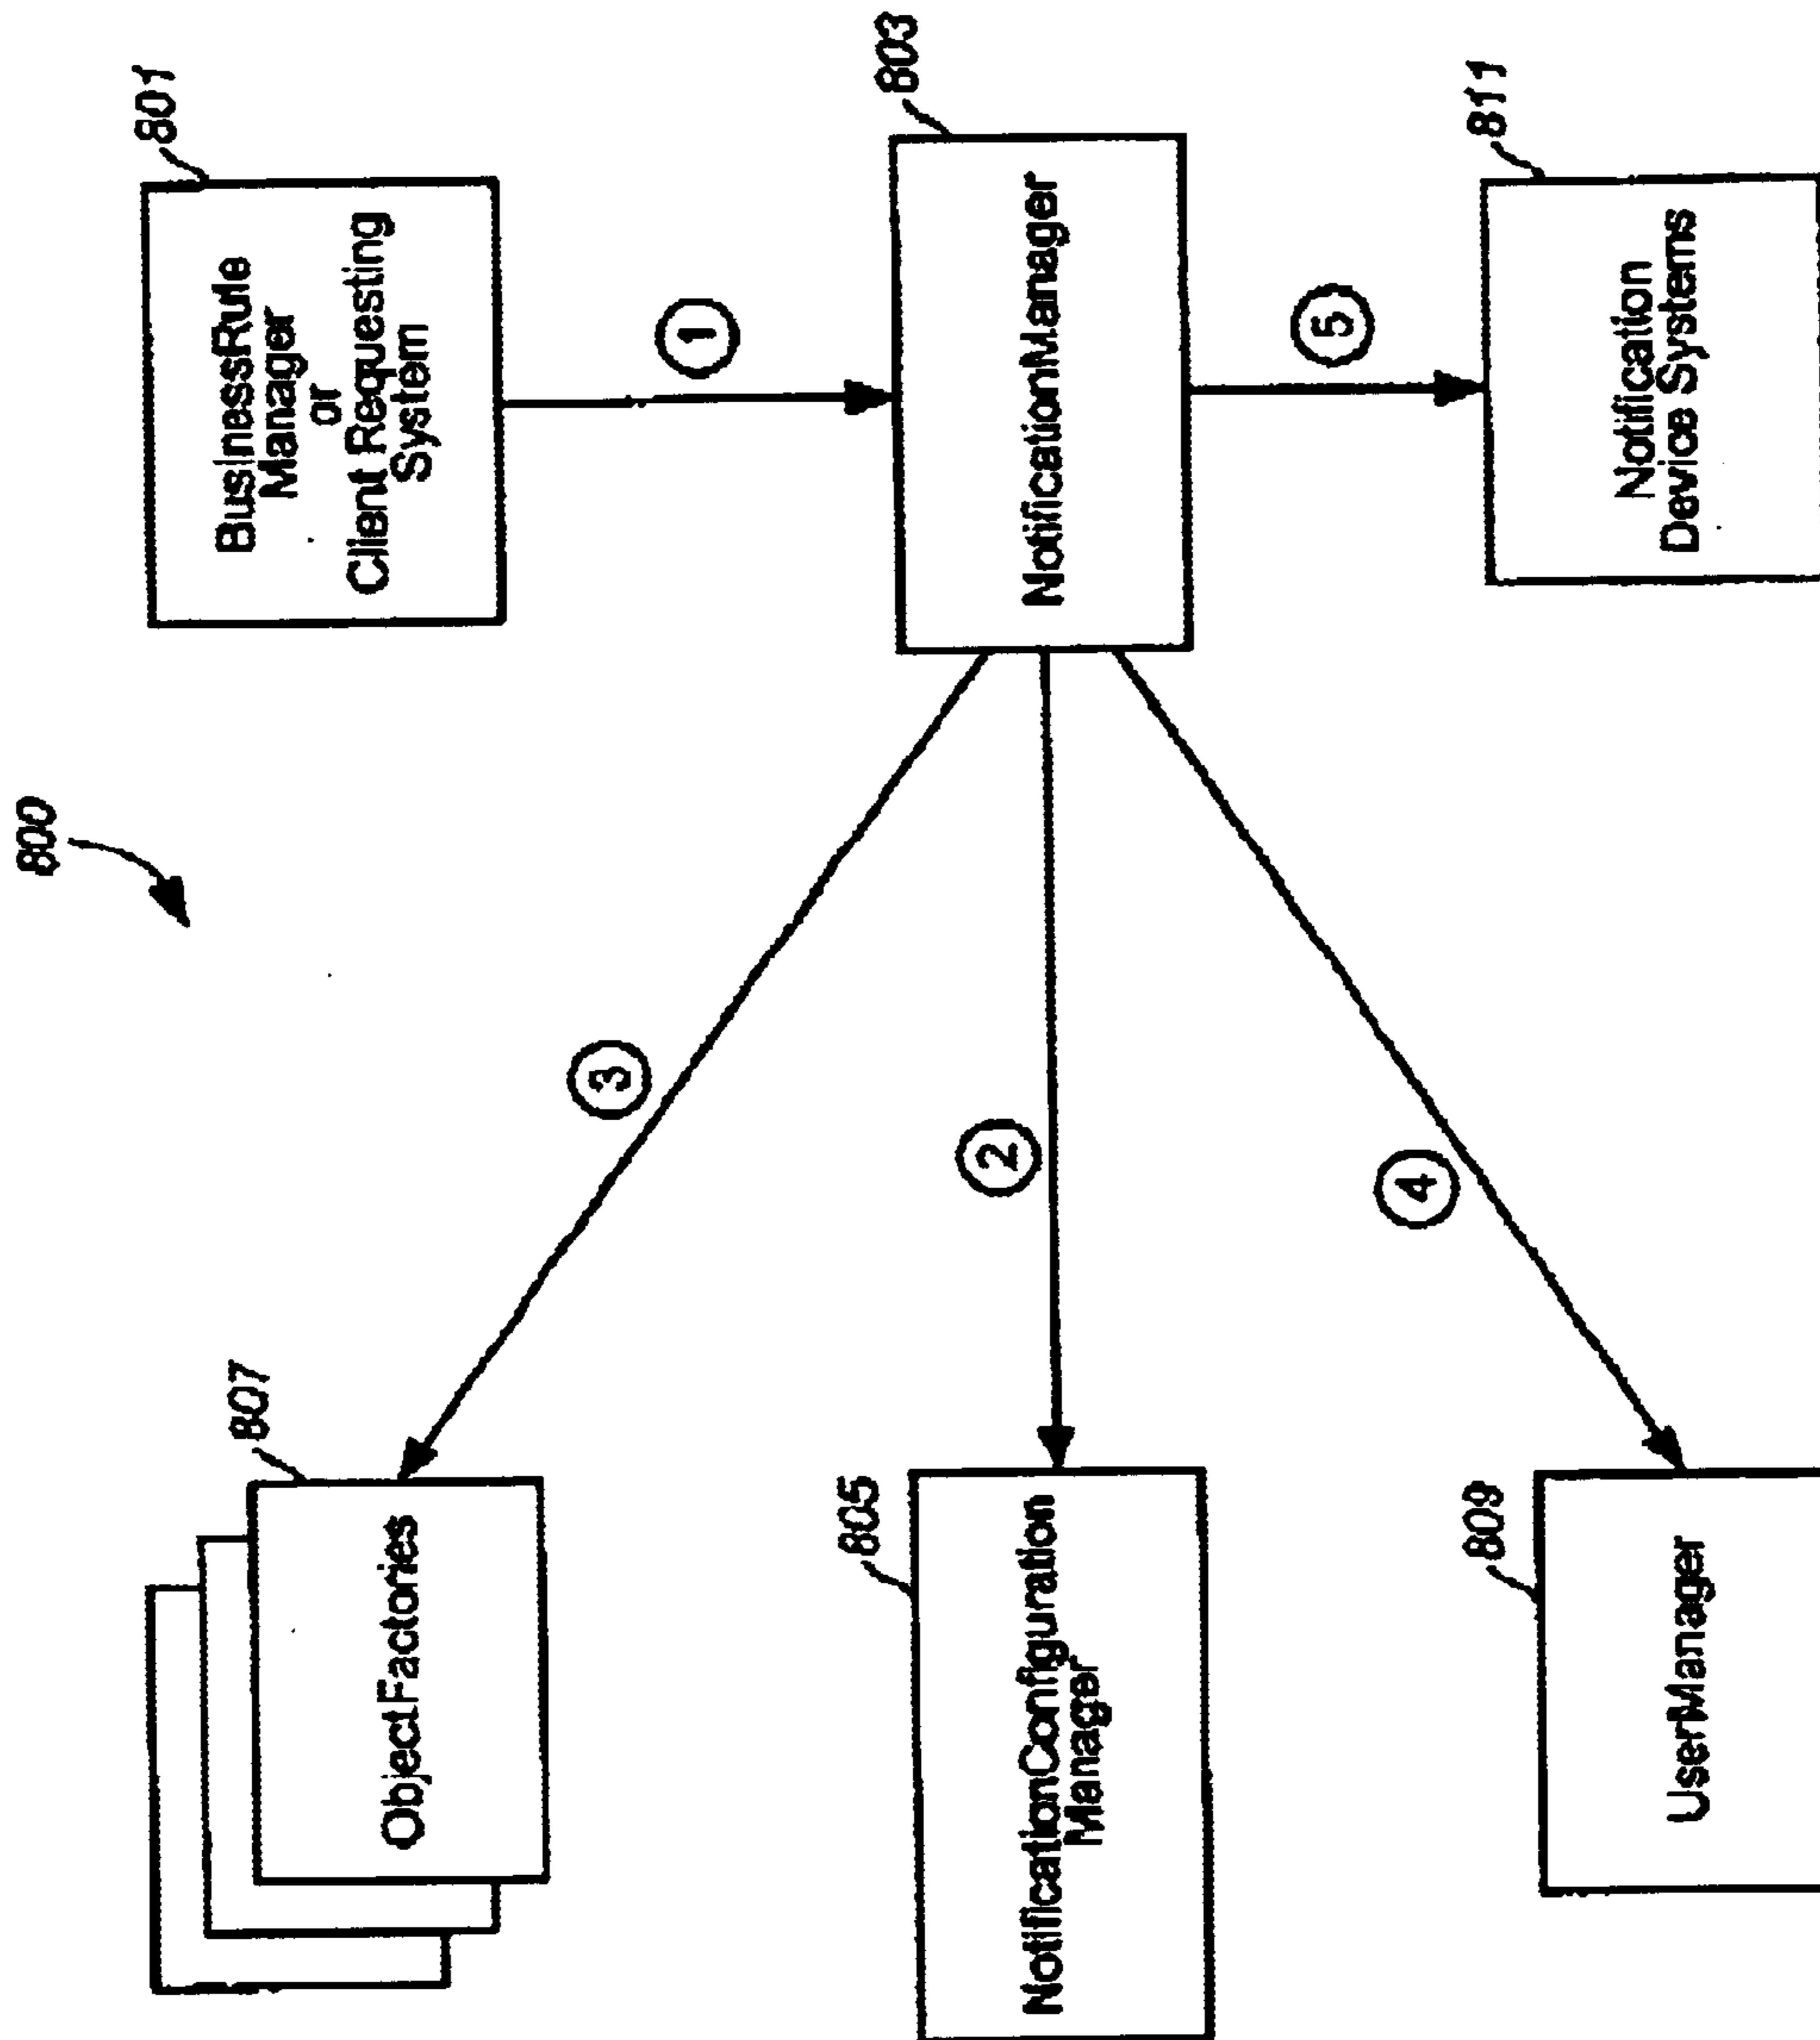 800
807
801
ObjectFactories
BusinessRule
Manager
or
Client Requesting
System
3
1
805
803
NotificationConfiguration
Manager
2
NotificationManager
4
5
809
811
UserManager
Notification
Device Systems